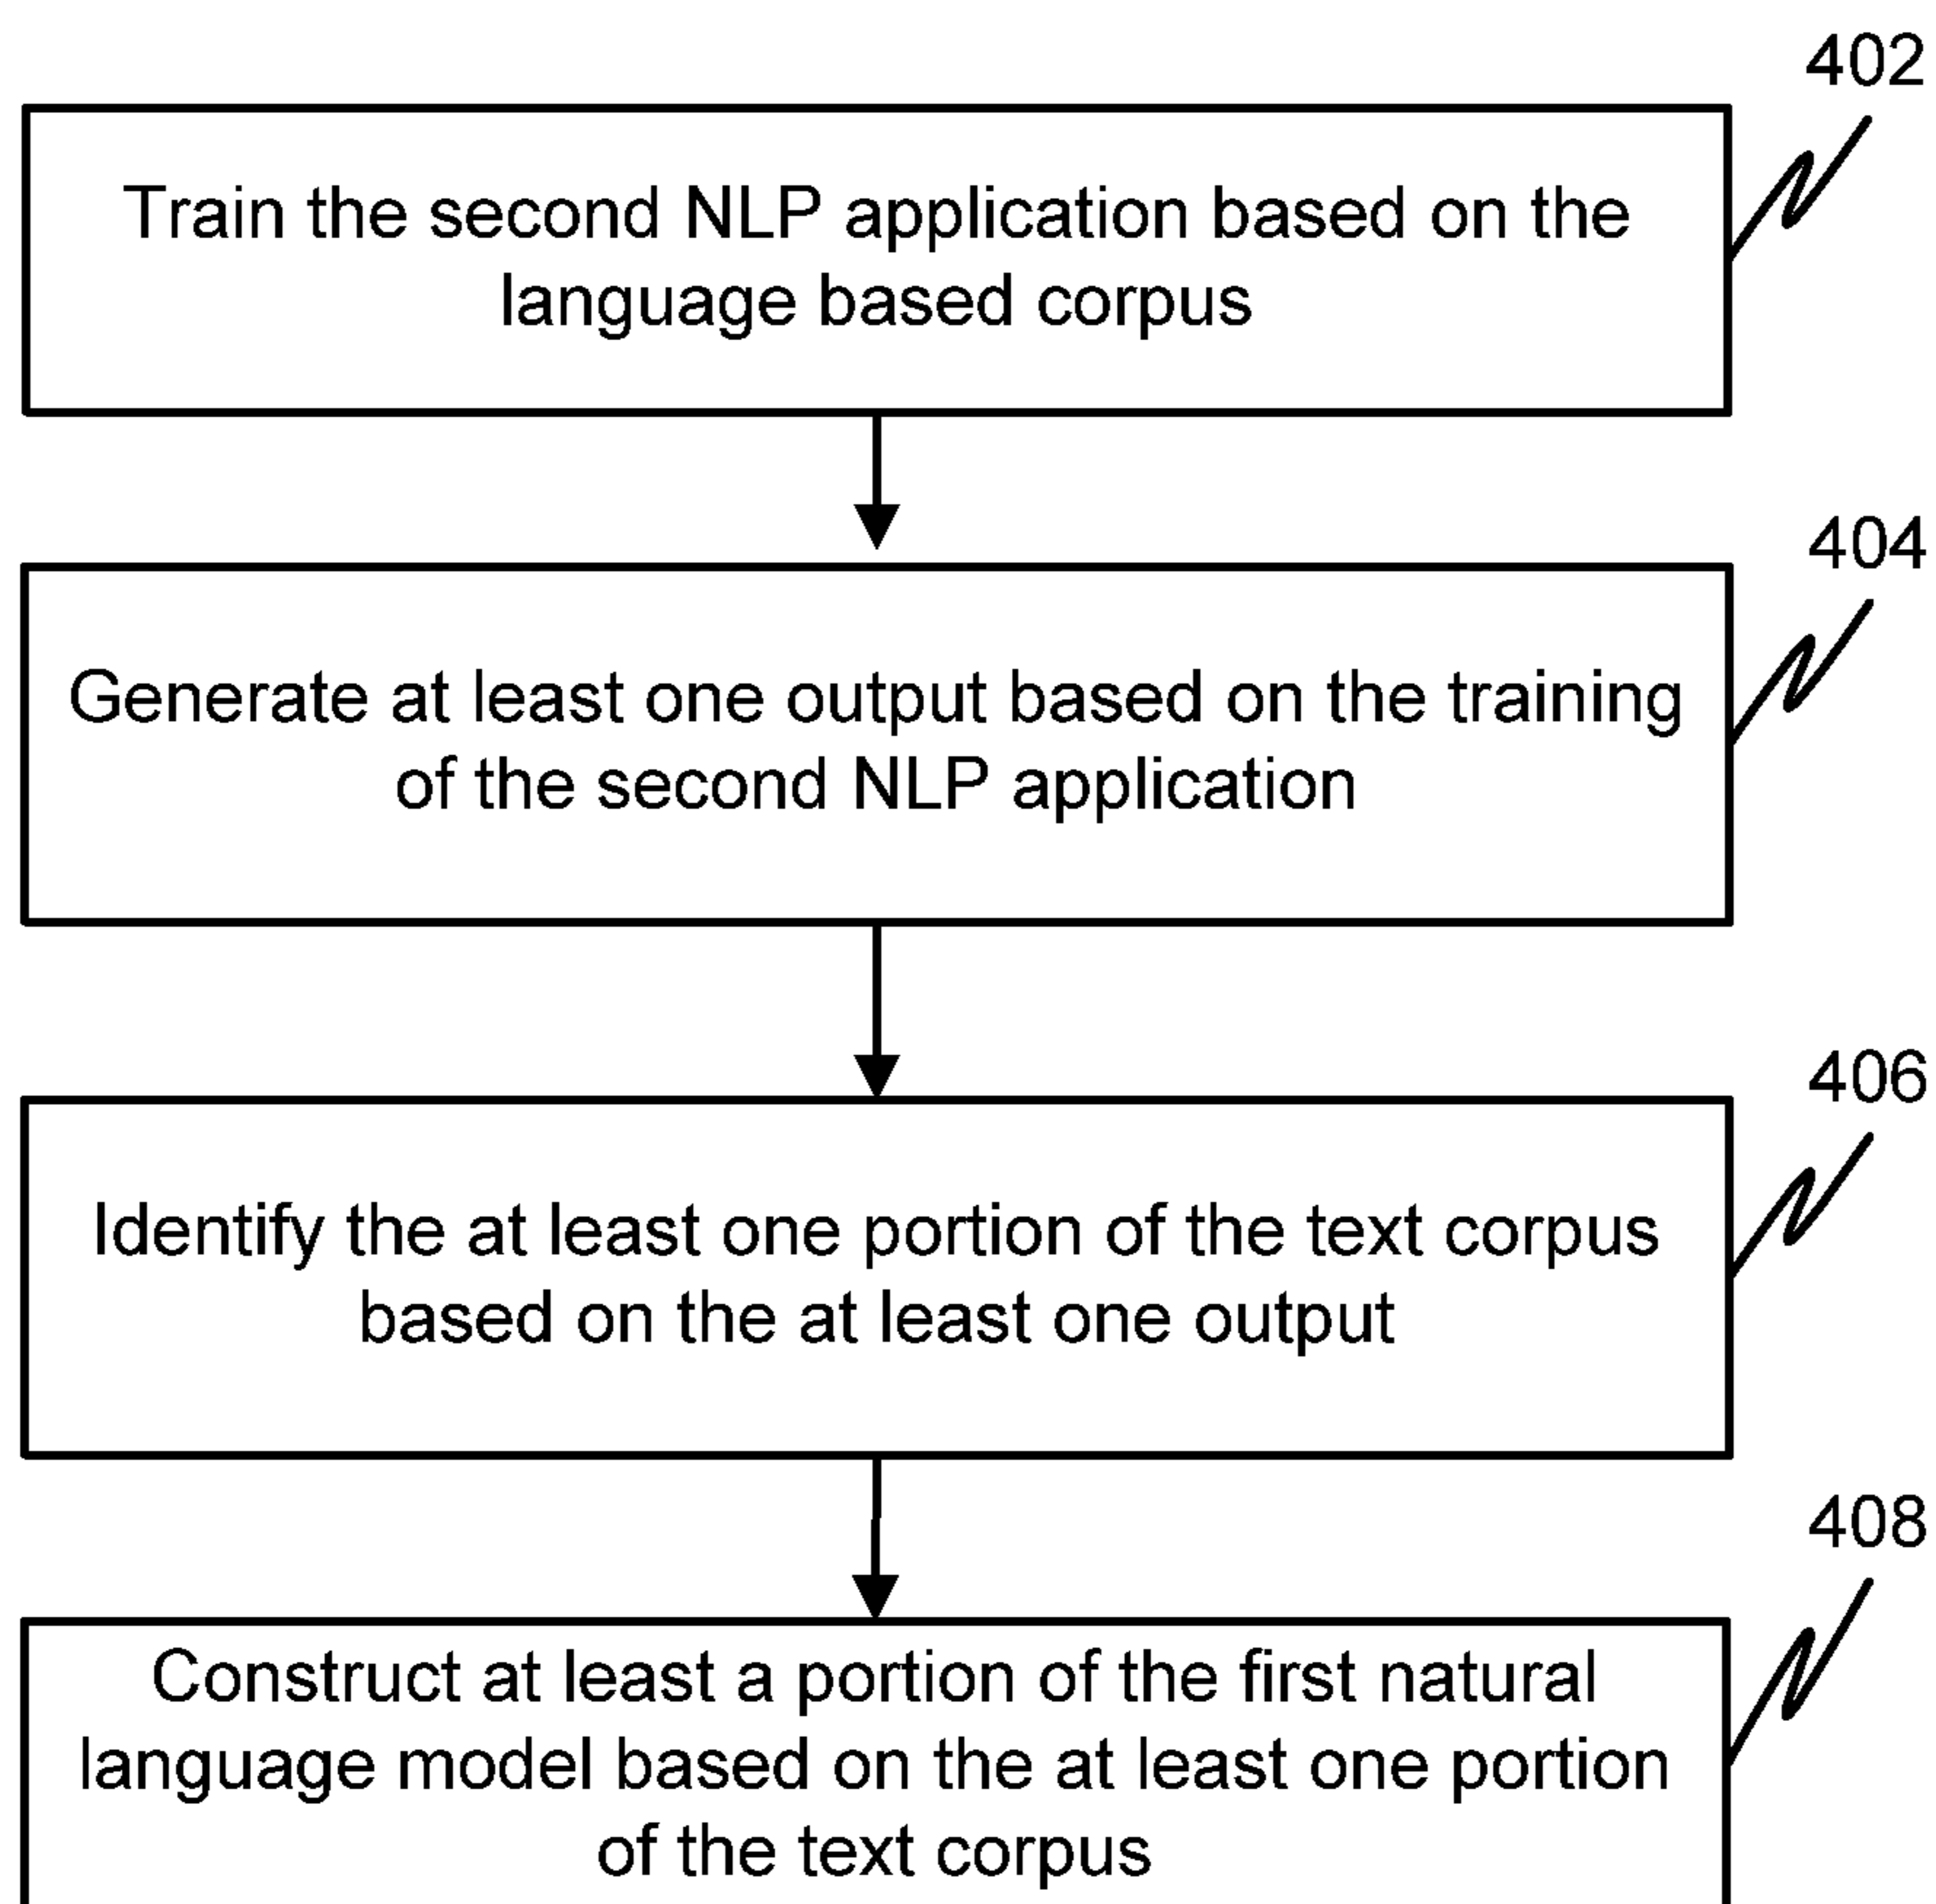 402
Train the second NLP application based on the
language based corpus
404
Generate at least one output based on the training
of the second NLP application
406
Identify the at least one portion of the text corpus
based on the at least one output
408
Construct at least a portion of the first natural
language model based on the at least one portion
of the text corpus